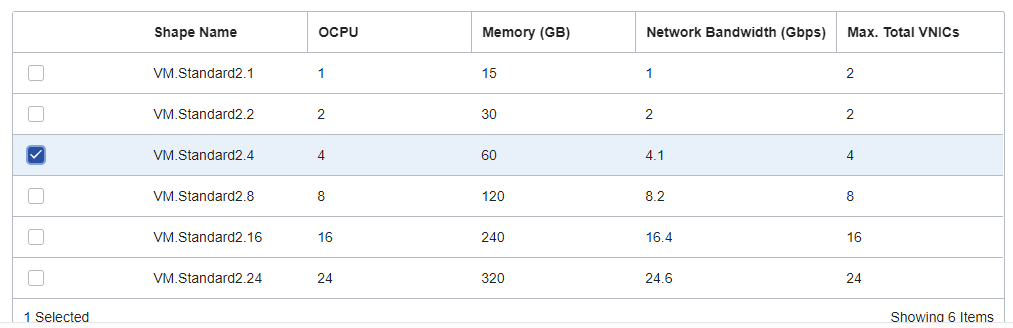 Shape Name OCPU Memory (GB) Network Bandwidth (Gbps) Max. Total VNICs
VM.Standard2.1 1 15 1 2
VM.Standard2.2 2 30 2 2
VM.Standard2.4 4 60 4.1 4
VM.Standard2.8 8 120 8.2 8
VM.Standard2.16 16 240 16.4 16
VM.Standard2.24 24 320 24.6 24
1 Selected Showing 6 Items